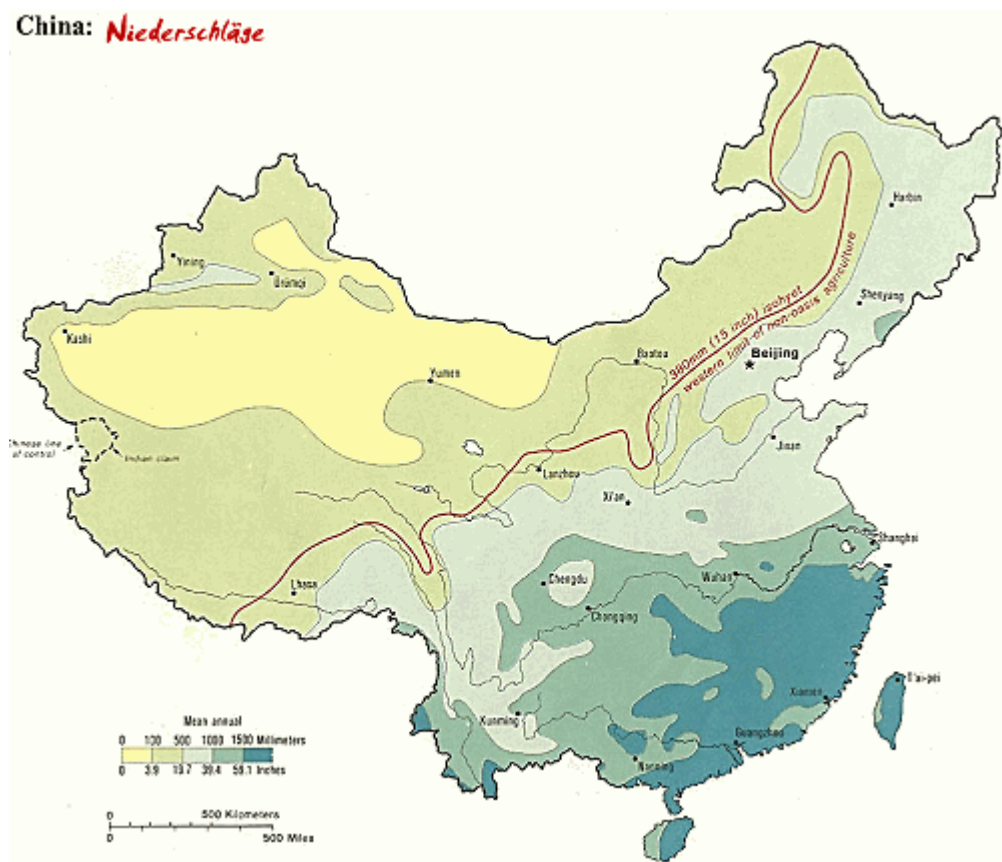 China: Niederschläge
Harbin
Yining
Ürümqi
Shenyang
380mm (15 inch) isohyet
western limit of non-oasis agriculture
Kashi
Baotou
Beijing
Yumen
Chinese line
of control
Indian claim
Jinan
Lanzhou
Xi'an
Shanghai
Lhasa
Chengdu
Wuhan
Chongqing
T'ai-pei
Xiamen
Kunming
Guangzhou
Nanning
Mean annual
0 100 500 1000 1500 Millimeters
0 3.9 19.7 39.4 59.1 Inches
0 500 Kilometers
0 500 Miles